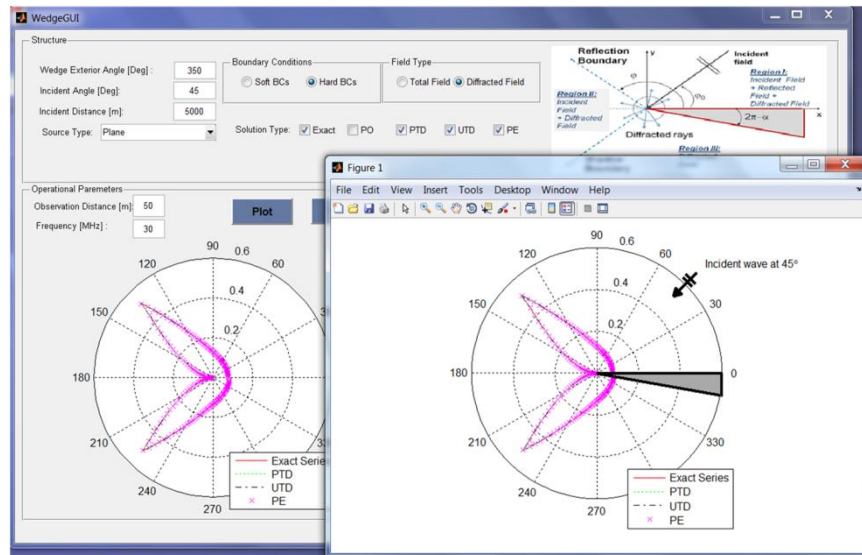 WedgeGUI
Structure
Wedge Exterior Angle [Deg] : 350
Incident Angle [Deg]: 45
Incident Distance [m]: 5000
Source Type: Plane
Boundary Conditions
Soft BCs Hard BCs
Field Type
Total Field Diffracted Field
Solution Type: Exact PO PTD UTD PE
Reflection
Boundary
y
Incident
field
Region I:
Incident
Field
+ Reflected
Field +
Diffracted Field
Region II:
Incident
Field
+ Diffracted
Field
φ
φ0
x
2π-α
Diffracted rays
Region III:
Operational Paremeters
Observation Distance [m]: 50
Frequency [MHz] : 30
Plot
90
0.6
120
60
0.4
150
0.2
180
210
240
270
Exact Series
PTD
UTD
PE
Figure 1
File Edit View Insert Tools Desktop Window Help
90
0.6
120
60
Incident wave at 45°
0.4
150
30
0.2
180
0
210
330
240
270
Exact Series
PTD
UTD
PE